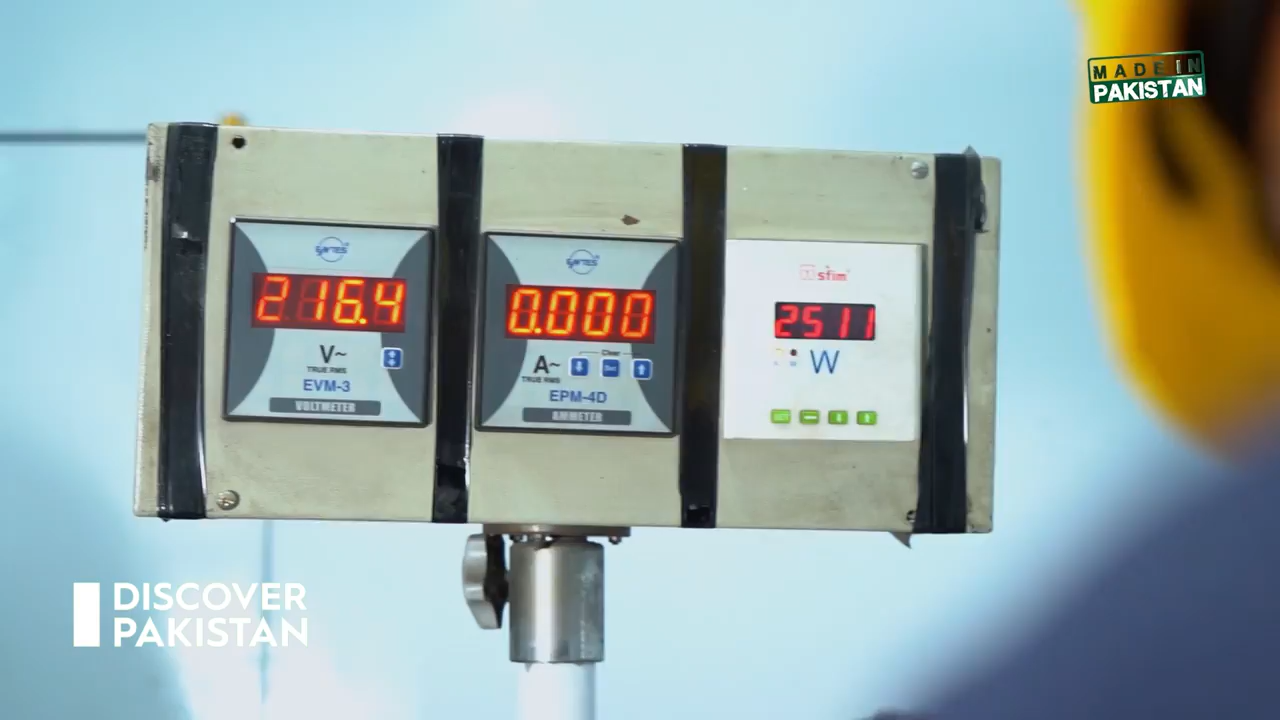 MADE IN
PAKISTAN
216.4
V~
TRUE RMS
EVM-3
VOLTMETER
0.000
Clear
A~
TRUE RMS
EPM-4D
AMMETER
sfim
2511
W
DISCOVER
PAKISTAN